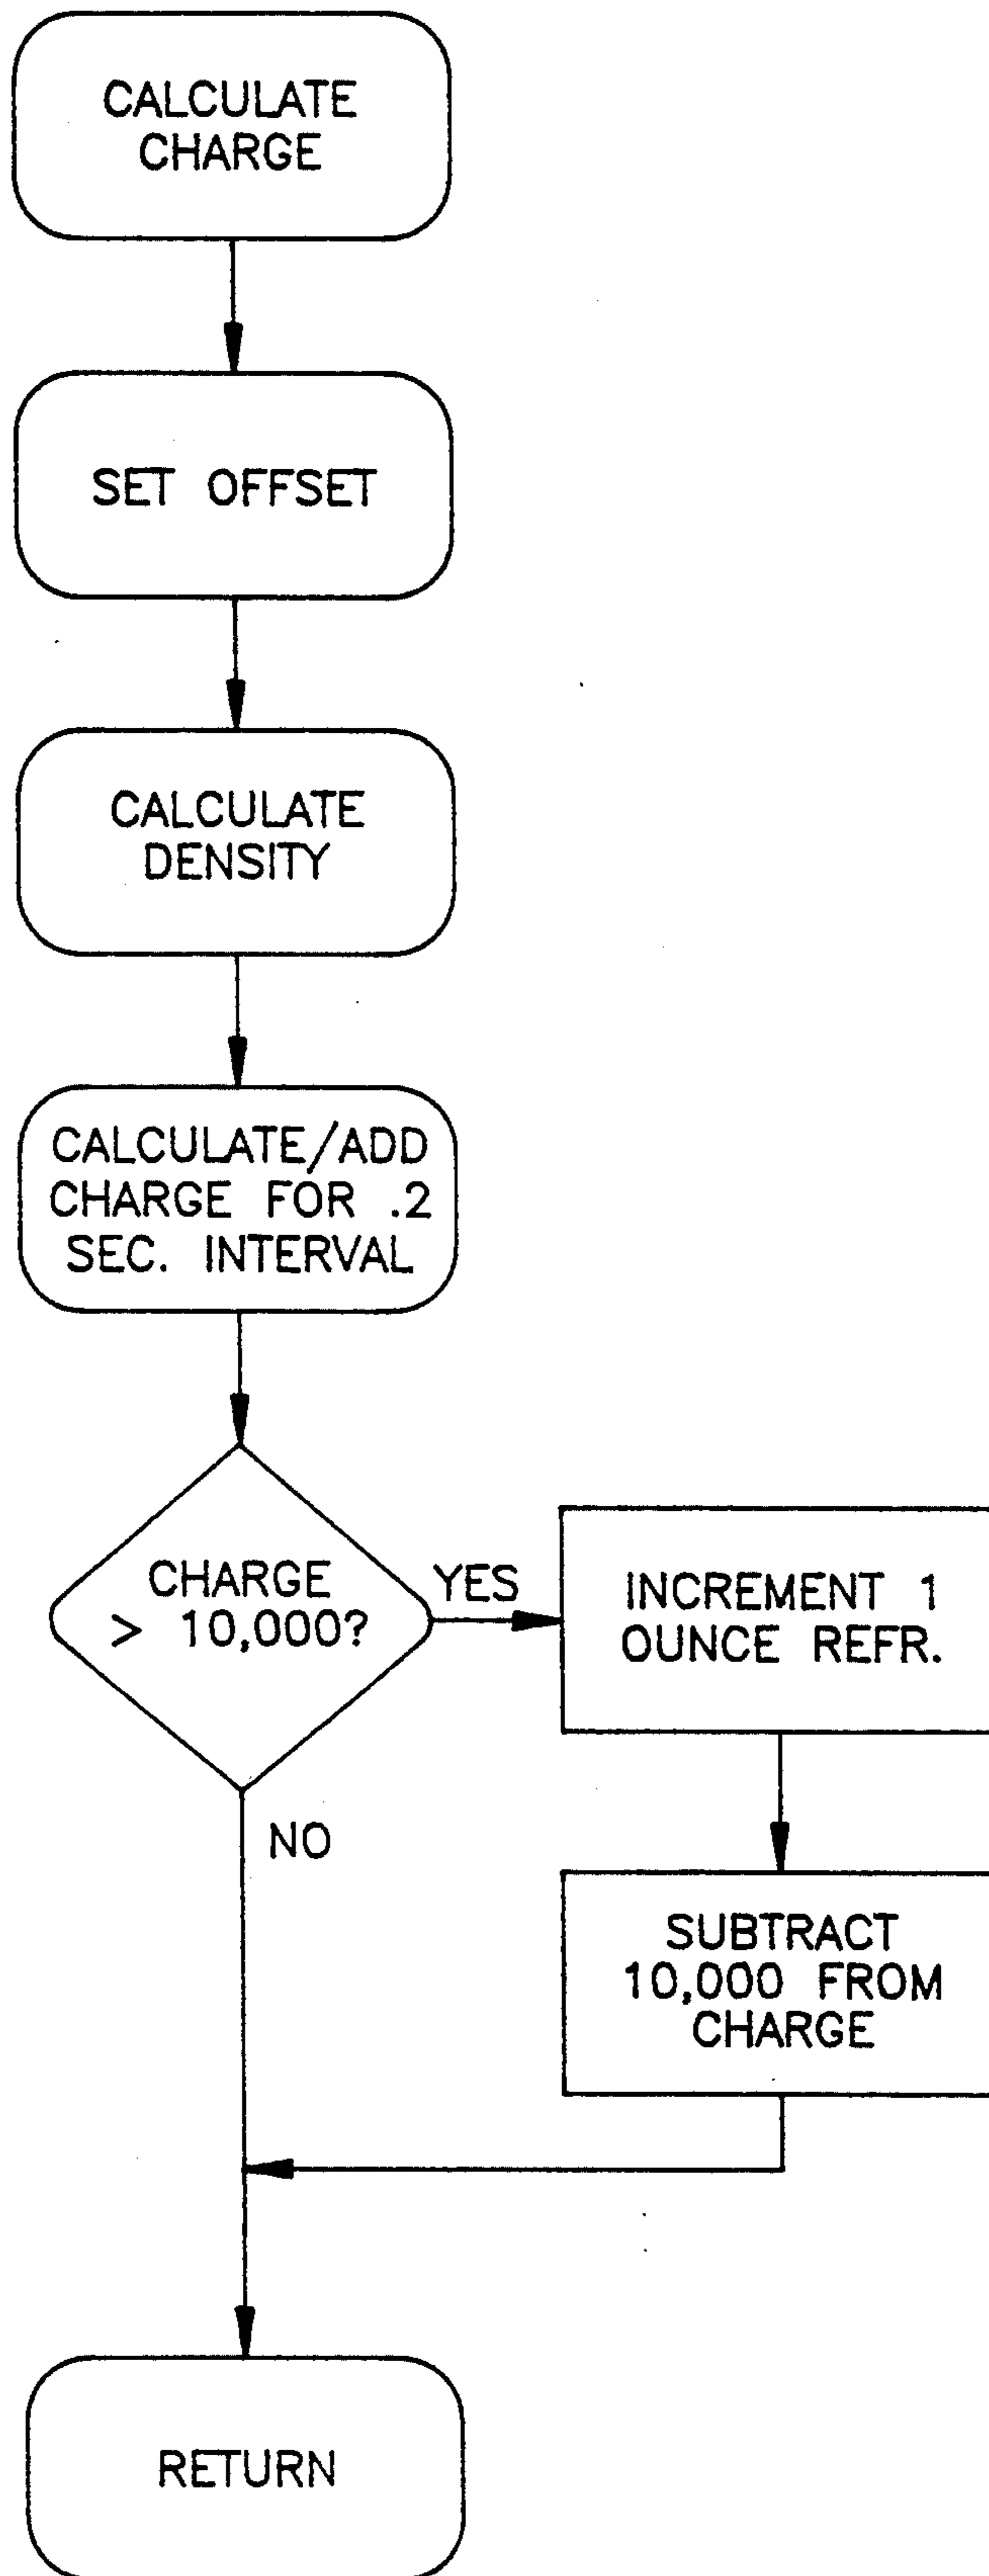 CALCULATE
CHARGE
SET OFFSET
CALCULATE
DENSITY
CALCULATE/ADD
CHARGE FOR .2
SEC. INTERVAL
CHARGE
> 10,000?
YES
INCREMENT 1
OUNCE REFR.
NO
SUBTRACT
10,000 FROM
CHARGE
RETURN